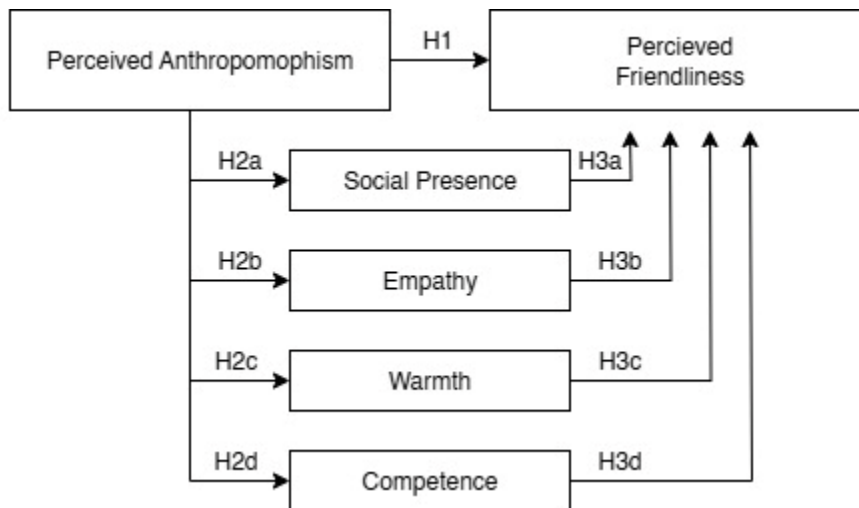 Perceived Anthropomophism
H1
Percieved
Friendliness
H2a
Social Presence
H3a
H2b
Empathy
H3b
H2c
Warmth
H3c
H2d
Competence
H3d